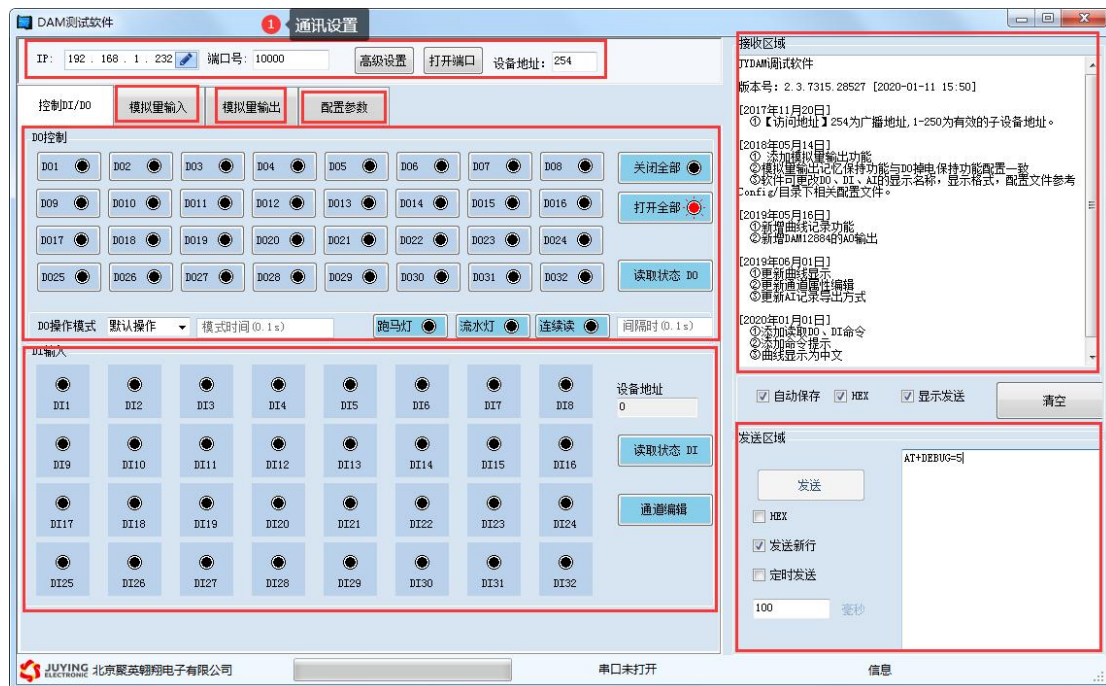 DAM测试软件
1 通讯设置
IP: 192 . 168 . 1 . 232 端口号: 10000 高级设置 打开端口 设备地址: 254
控制DI/DO 模拟量输入 模拟量输出 配置参数
DO控制
DO1 DO2 DO3 DO4 DO5 DO6 DO7 DO8 关闭全部
DO9 DO10 DO11 DO12 DO13 DO14 DO15 DO16 打开全部
DO17 DO18 DO19 DO20 DO21 DO22 DO23 DO24
DO25 DO26 DO27 DO28 DO29 DO30 DO31 DO32 读取状态 DO
DO操作模式 默认操作 模式时间(0.1s) 跑马灯 流水灯 连续读 间隔时(0.1s)
DI输入
DI1 DI2 DI3 DI4 DI5 DI6 DI7 DI8
设备地址
0
DI9 DI10 DI11 DI12 DI13 DI14 DI15 DI16
读取状态 DI
DI17 DI18 DI19 DI20 DI21 DI22 DI23 DI24
通道编辑
DI25 DI26 DI27 DI28 DI29 DI30 DI31 DI32
接收区域
JYDAM调试软件
版本号: 2.3.7315.28527 [2020-01-11 15:50]
[2017年11月20日]
①【访问地址】254为广播地址,1-250为有效的子设备地址。
[2018年05月14日]
① 添加模拟量输出功能
②模拟量输出记忆保持功能与DO掉电保持功能配置一致
③软件可更改DO、DI、AI的显示名称，显示格式，配置文件参考
Config/目录下相关配置文件。
[2019年05月16日]
①新增曲线记录功能
②新增DAM12884的AO输出
[2019年06月01日]
①更新曲线显示
②更新通道属性编辑
③更新AI记录导出方式
[2020年01月01日]
①添加读取DO、DI命令
②添加命令提示
③曲线显示为中文
自动保存 HEX 显示发送 清空
发送区域
AT+DEBUG=5
发送
HEX
发送新行
定时发送
100 毫秒
JUYING ELECTRONIC 北京聚英翱翔电子有限公司 串口未打开 信息